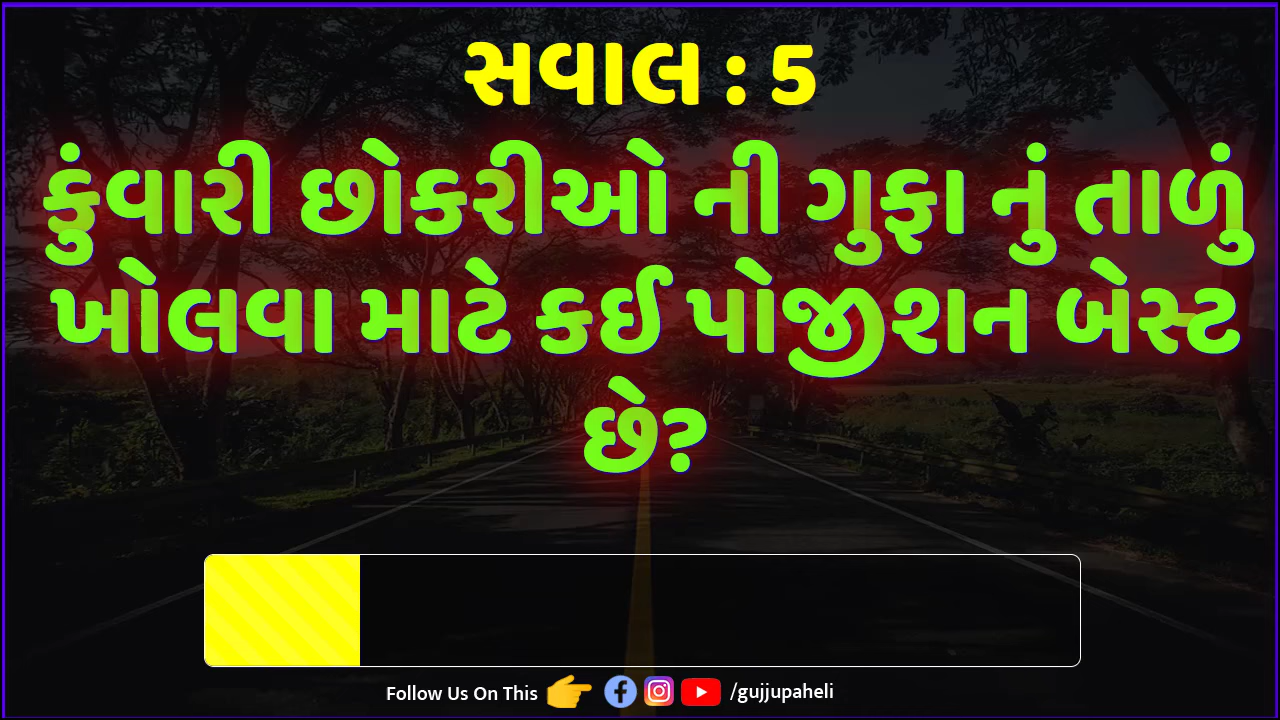 સવાલ : 5
કુંવારી છોકરીઓ ની ગુફા નું તાળું
ખોલવા માટે કઈ પોજીશન બેસ્ટ
છે?
Follow Us On This /gujjupaheli